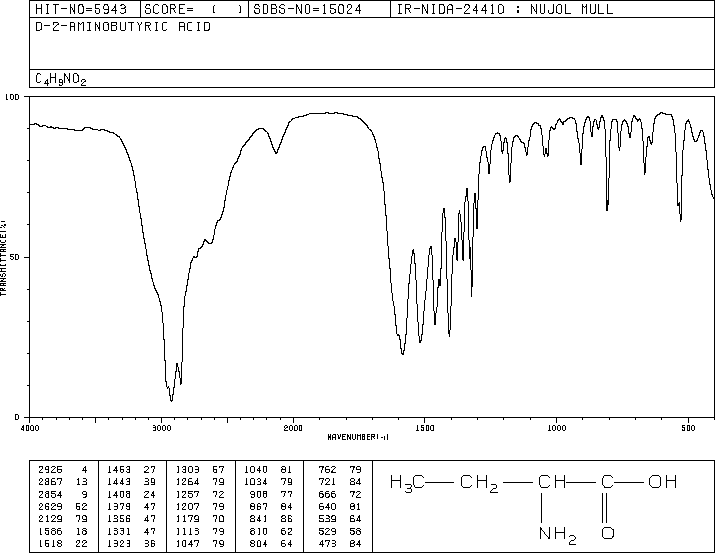 HIT-NO=5943 SCORE= ( ) SDBS-NO=15024 IR-NIDA-24410 : NUJOL MULL
D-2-AMINOBUTYRIC ACID
C4H9NO2
100
50
0
TRANSMITTANCE(%)
4000 3000 2000 1500 1000 500
WAVENUMBER(-1)
2925 4 1463 27 1303 57 1040 81 762 79
2867 13 1443 39 1264 79 1034 79 721 84
2854 9 1408 24 1257 72 908 77 666 72
2629 52 1379 47 1207 79 867 84 640 81
2129 79 1356 47 1179 70 841 86 539 64
1586 18 1331 47 1113 79 810 62 529 58
1518 22 1323 36 1047 79 804 64 473 84
H3C CH2 CH C OH
NH2 O